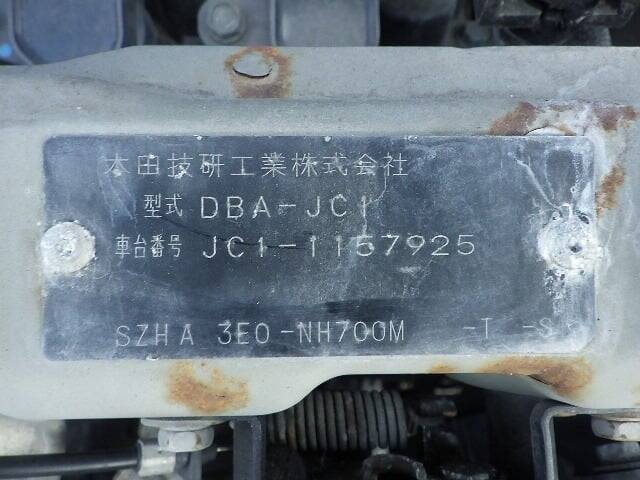 本田技研工業株式会社
型式 DBA-JC1
車台番号 JC1-1157925
SZHA 3E0-NH700M -T -S